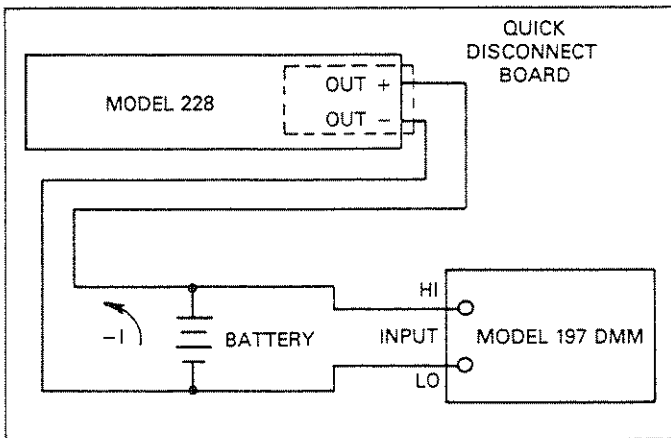 QUICK
DISCONNECT
BOARD
MODEL 228
OUT +
OUT –
–I
BATTERY
HI
INPUT
LO
MODEL 197 DMM